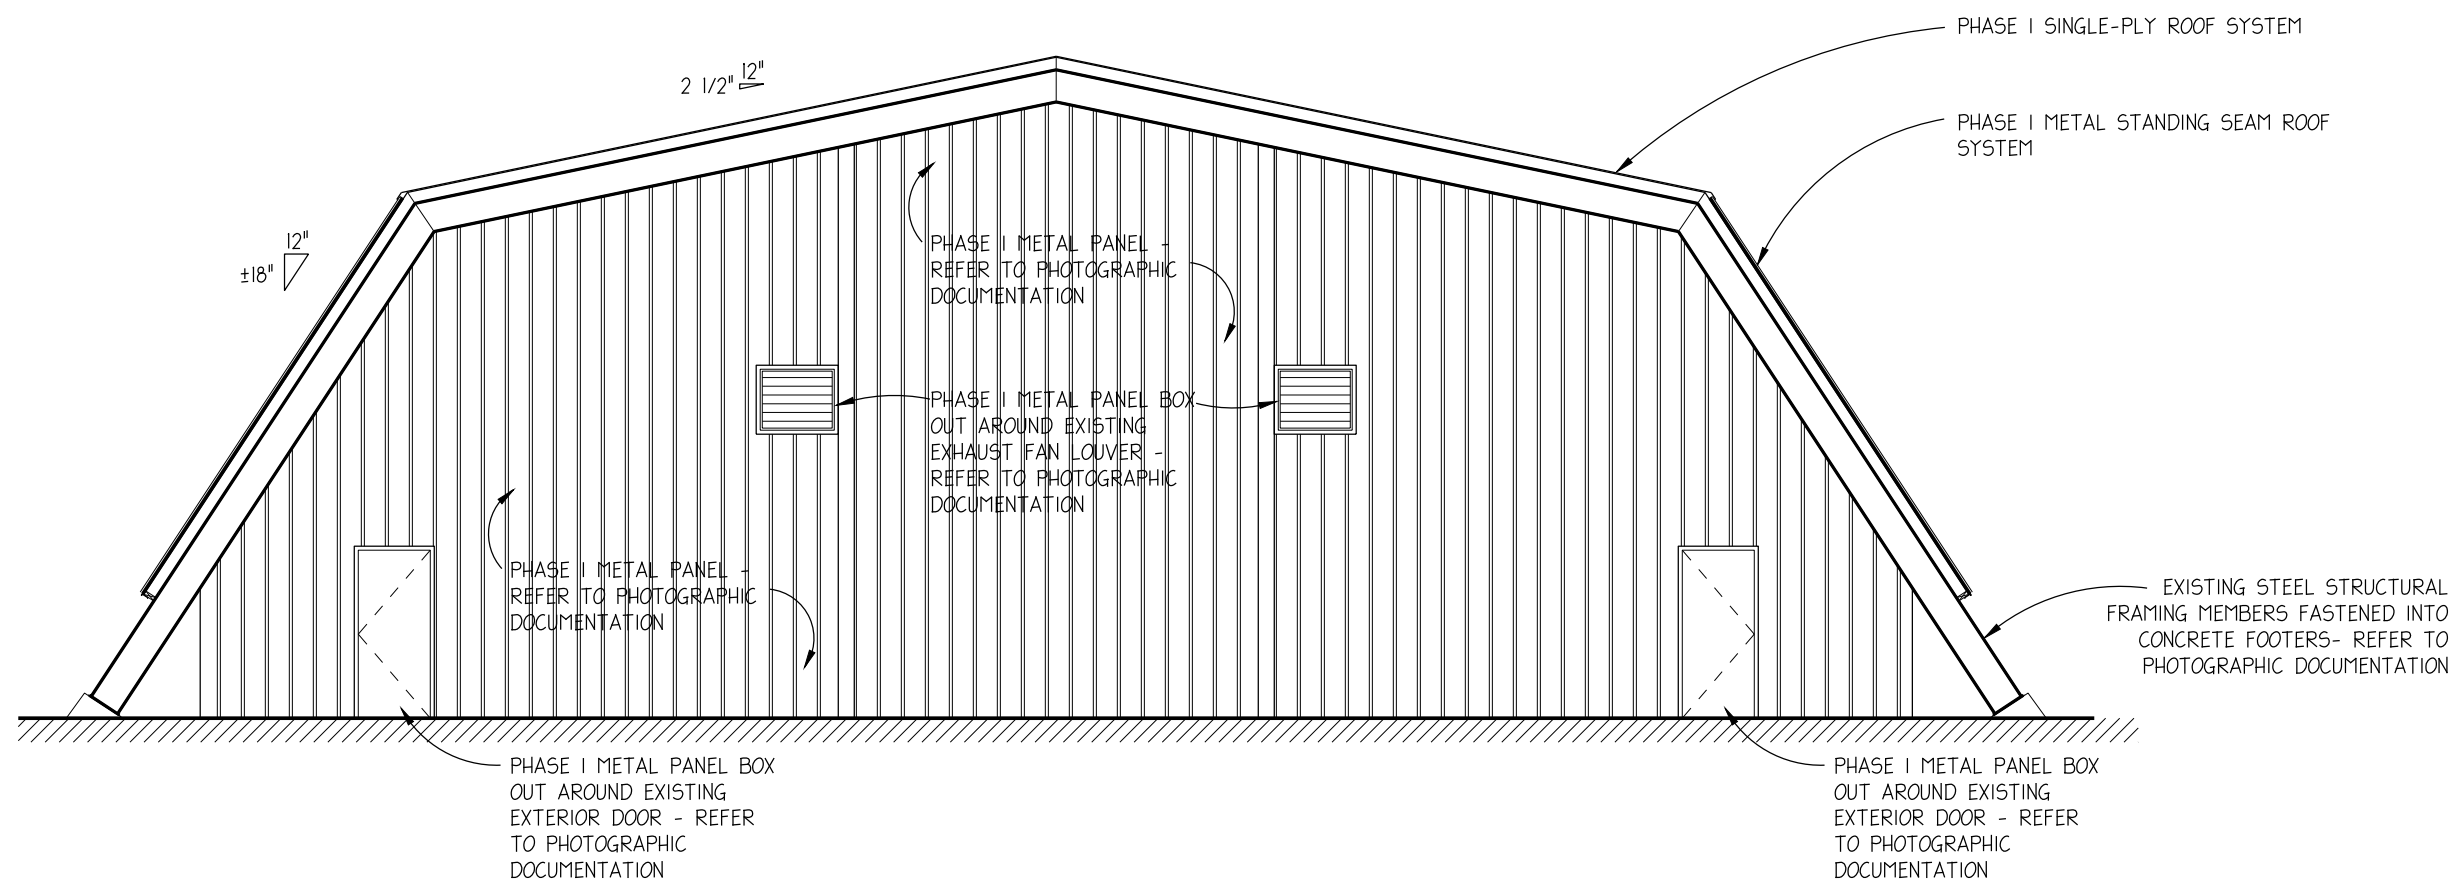 PHASE I SINGLE-PLY ROOF SYSTEM
12"
2 1/2"
PHASE I METAL STANDING SEAM ROOF
SYSTEM
12"
±18"
PHASE I METAL PANEL -
REFER TO PHOTOGRAPHIC
DOCUMENTATION
PHASE I METAL PANEL BOX
OUT AROUND EXISTING
EXHAUST FAN LOUVER -
REFER TO PHOTOGRAPHIC
DOCUMENTATION
PHASE I METAL PANEL -
REFER TO PHOTOGRAPHIC
DOCUMENTATION
EXISTING STEEL STRUCTURAL
FRAMING MEMBERS FASTENED INTO
CONCRETE FOOTERS- REFER TO
PHOTOGRAPHIC DOCUMENTATION
PHASE I METAL PANEL BOX
OUT AROUND EXISTING
EXTERIOR DOOR - REFER
TO PHOTOGRAPHIC
DOCUMENTATION
PHASE I METAL PANEL BOX
OUT AROUND EXISTING
EXTERIOR DOOR - REFER
TO PHOTOGRAPHIC
DOCUMENTATION